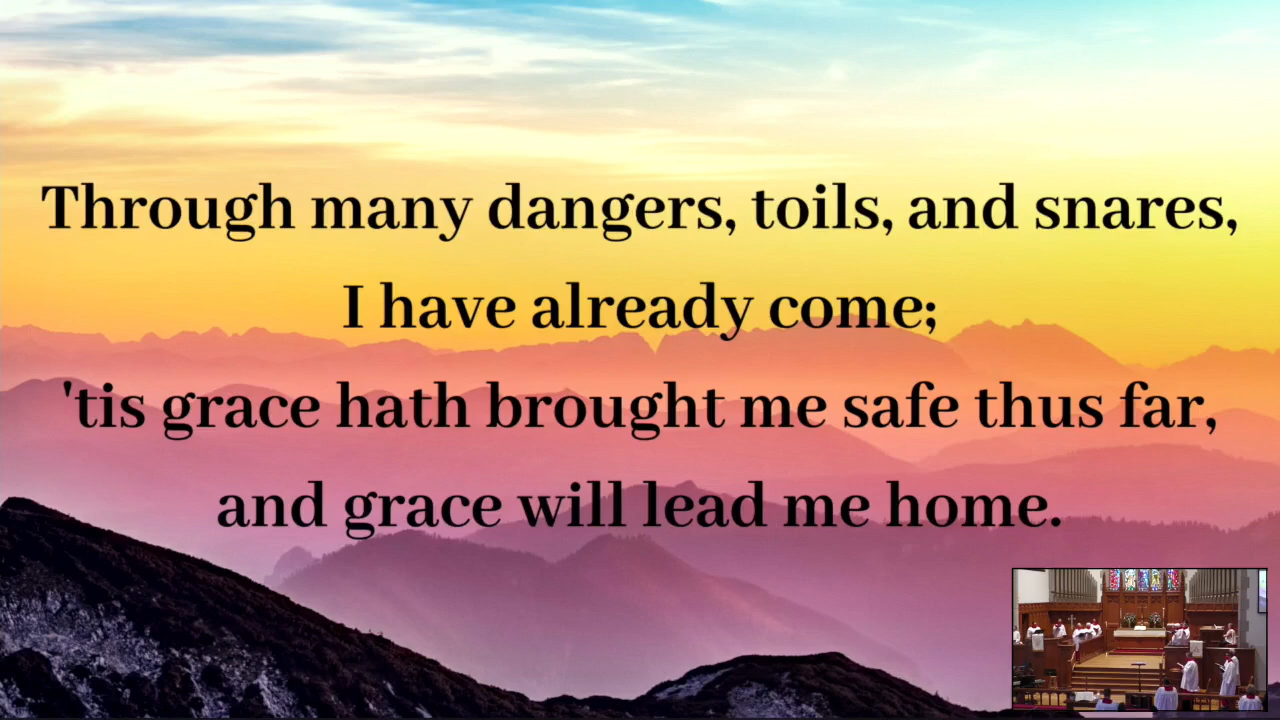 Through many dangers, toils, and snares,
I have already come;
'tis grace hath brought me safe thus far,
and grace will lead me home.